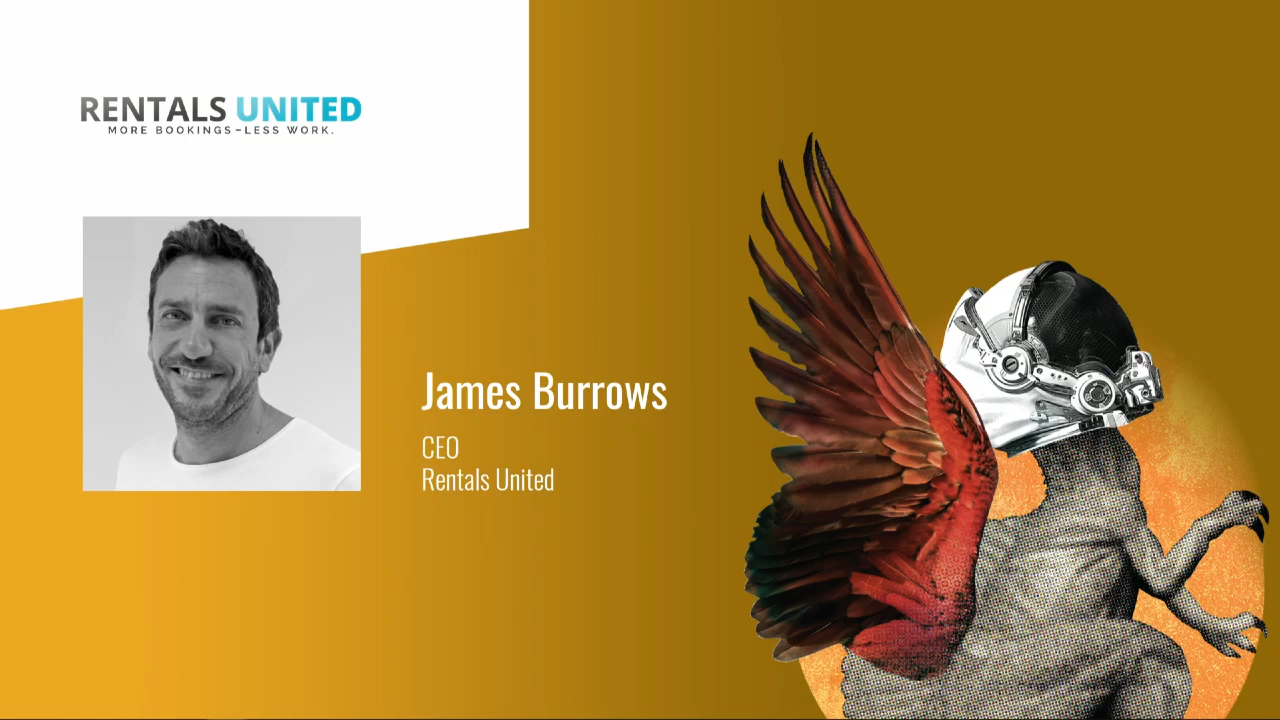 RENTALS UNITED
MORE BOOKINGS–LESS WORK.
James Burrows
CEO
Rentals United